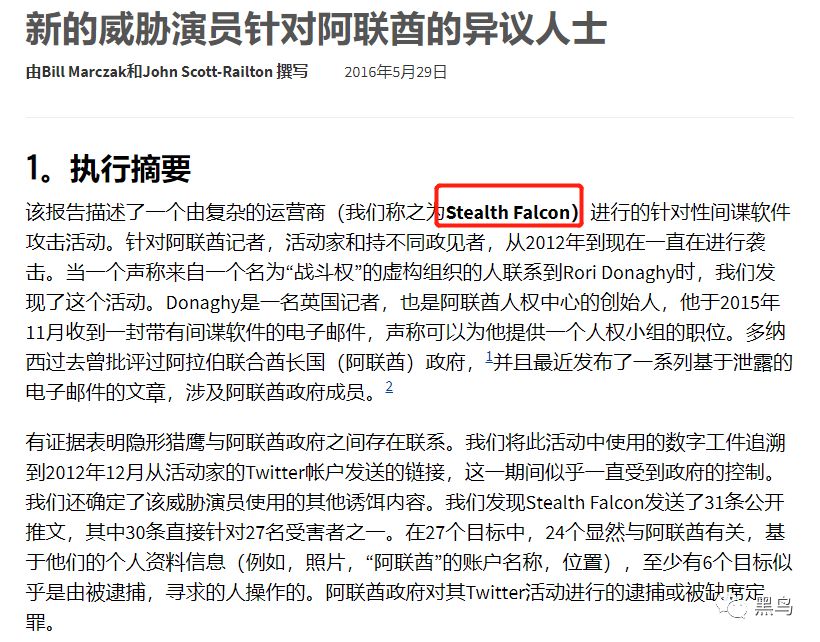 新的威胁演员针对阿联酋的异议人士
由Bill Marczak和John Scott-Railton 撰写 2016年5月29日
1。执行摘要
该报告描述了一个由复杂的运营商（我们称之为Stealth Falcon）进行的针对性间谍软件
攻击活动。针对阿联酋记者，活动家和持不同政见者，从2012年到现在一直在进行袭
击。当一个声称来自一个名为“战斗权”的虚构组织的人联系到Rori Donaghy时，我们发
现了这个活动。Donaghy是一名英国记者，也是阿联酋人权中心的创始人，他于2015年
11月收到一封带有间谍软件的电子邮件，声称可以为他提供一个人权小组的职位。多纳
西过去曾批评过阿拉伯联合酋长国（阿联酋）政府，1并且最近发布了一系列基于泄露的
电子邮件的文章，涉及阿联酋政府成员。2
有证据表明隐形猎鹰与阿联酋政府之间存在联系。我们将此活动中使用的数字工件追溯
到2012年12月从活动家的Twitter帐户发送的链接，这一期间似乎一直受到政府的控制。
我们还确定了该威胁演员使用的其他诱饵内容。我们发现Stealth Falcon发送了31条公开
推文，其中30条直接针对27名受害者之一。在27个目标中，24个显然与阿联酋有关，基
于他们的个人资料信息（例如，照片，“阿联酋”的账户名称，位置），至少有6个目标似
乎是由被逮捕，寻求的人操作的。阿联酋政府对其Twitter活动进行的逮捕或被缺席定
罪。
黑鸟